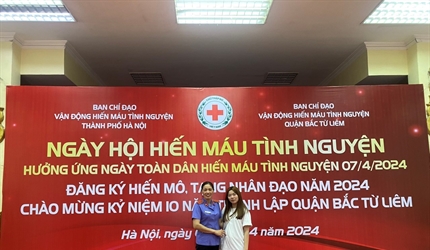 BAN CHỈ ĐẠO
VẬN ĐỘNG HIẾN MÁU TÌNH NGUYỆN
THÀNH PHỐ HÀ NỘI
BAN CHỈ ĐẠO
VẬN ĐỘNG HIẾN MÁU TÌNH NGUYỆN
QUẬN BẮC TỪ LIÊM
NGÀY HỘI HIẾN MÁU TÌNH NGUYỆN
HƯỞNG ỨNG NGÀY TOÀN DÂN HIẾN MÁU TÌNH NGUYỆN 07/4/2024
ĐĂNG KÝ HIẾN MÔ, TẠNG NHÂN ĐẠO NĂM 2024
CHÀO MỪNG KỶ NIỆM 10 NĂ H LẬP QUẬN BẮC TỪ LIÊM
Hà Nội, 4 năm 2024